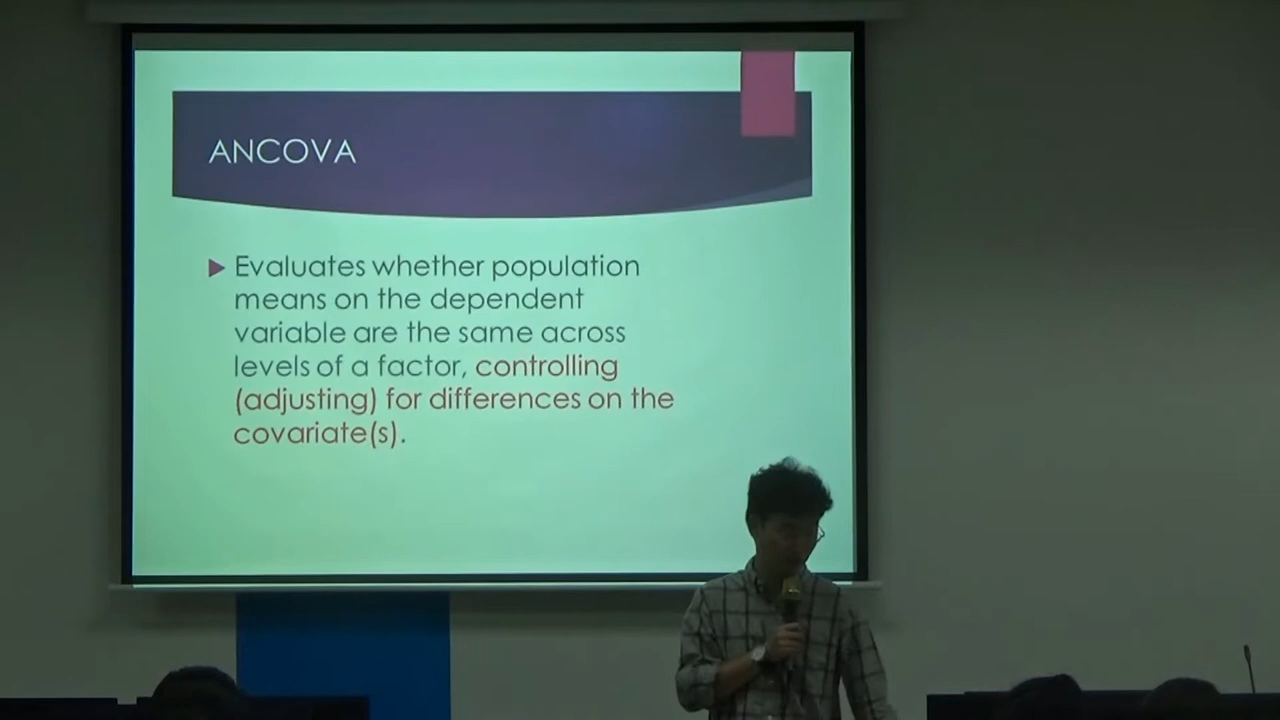 ANCOVA
Evaluates whether population
means on the dependent
variable are the same across
levels of a factor, controlling
(adjusting) for differences on the
covariate(s).